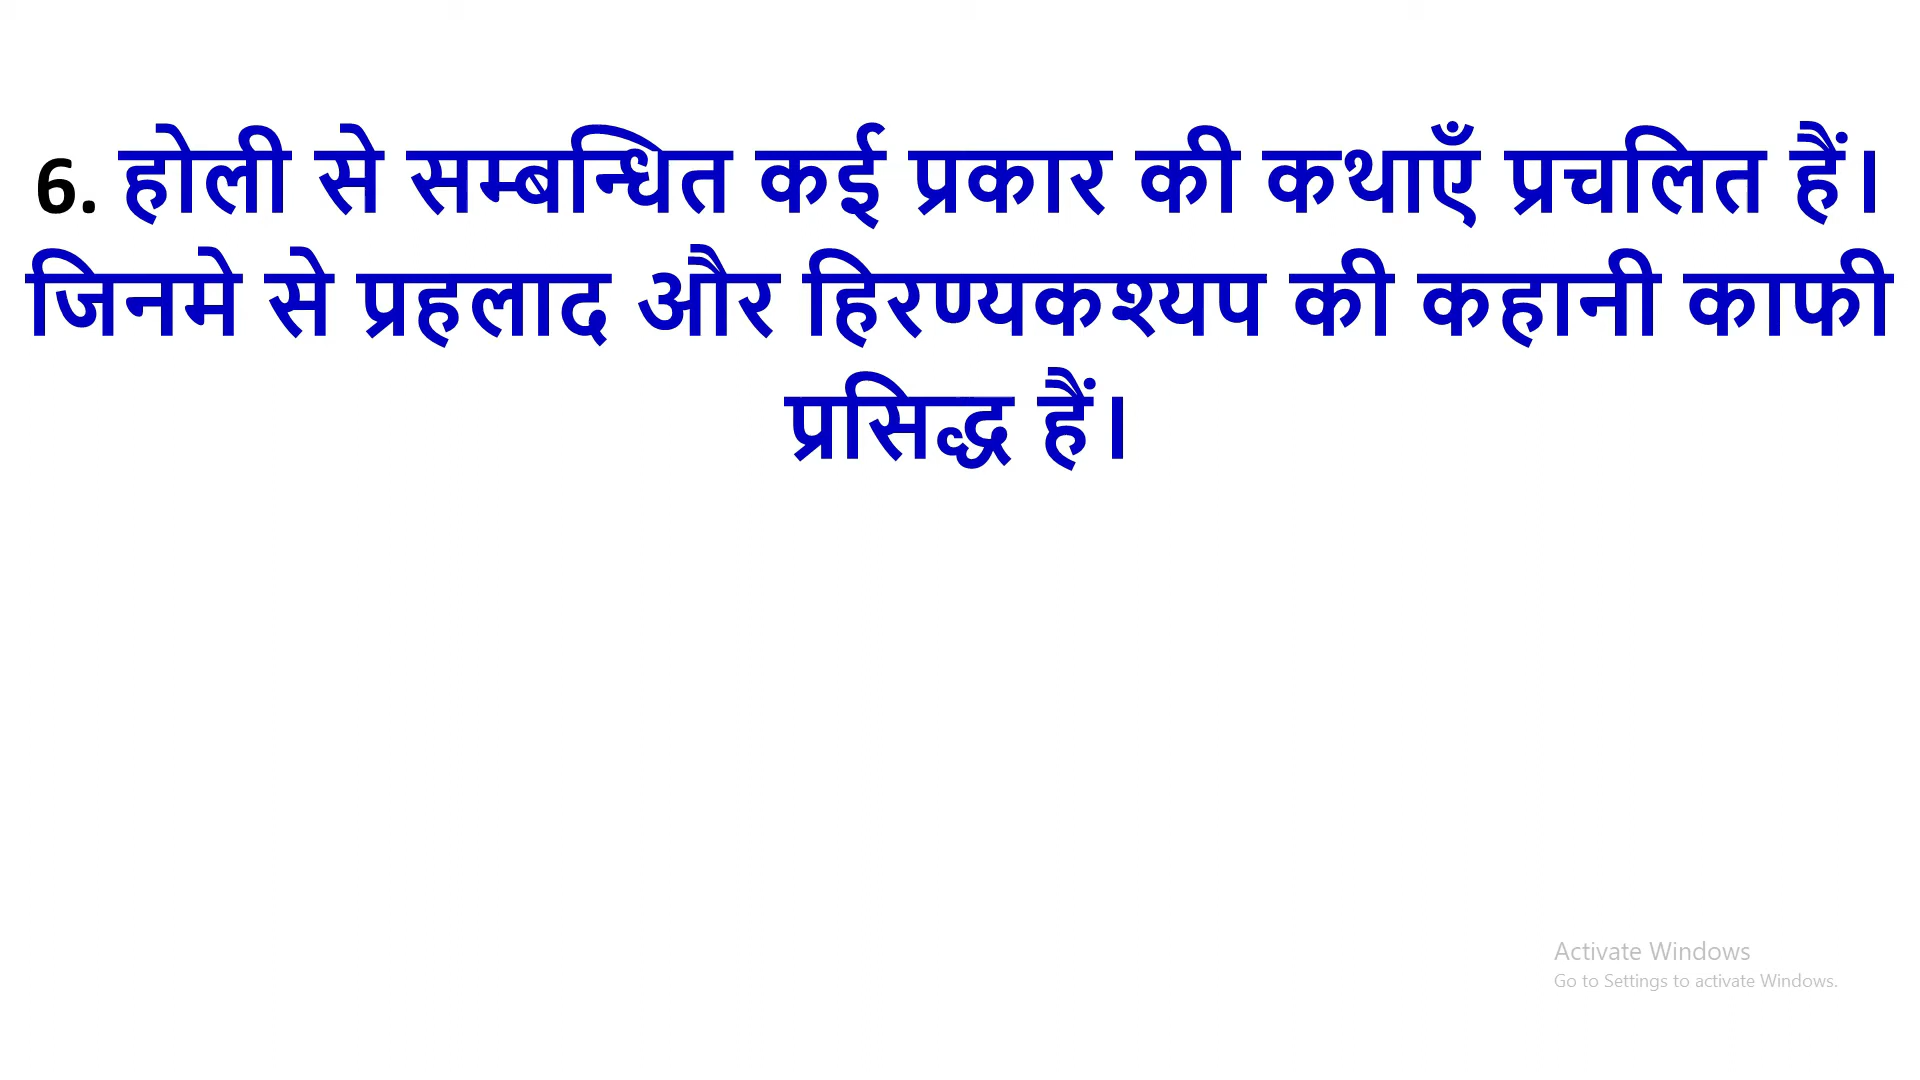 6. होली से सम्बन्धित कई प्रकार की कथाएँ प्रचलित हैं।
जिनमे से प्रहलाद और हिरण्यकश्यप की कहानी काफी
प्रसिद्ध हैं।
Activate Windows
Go to Settings to activate Windows.